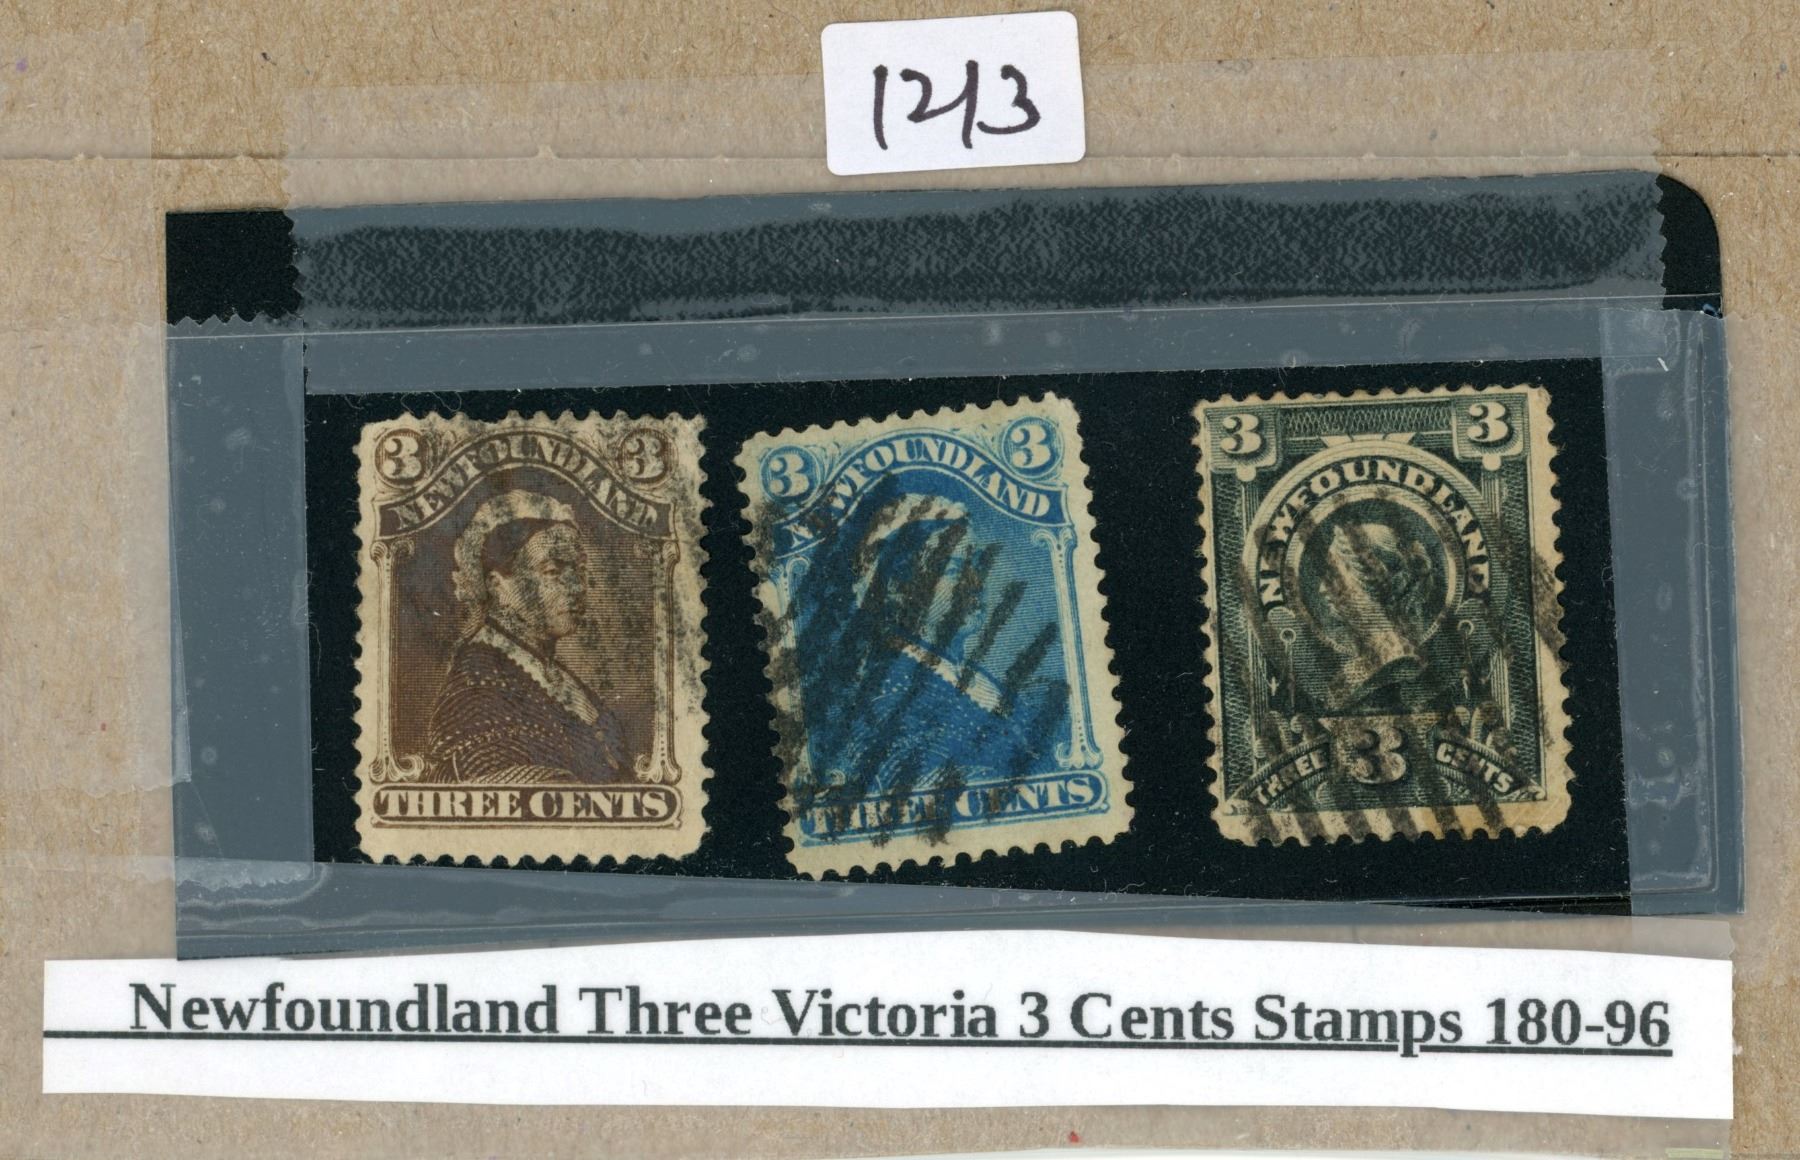 1213
3 NEWFOUNDLAND 3
THREE CENTS
3 NEWFOUNDLAND 3
THREE CENTS
3 3
NEWFOUNDLAND
THREE 3 CENTS
Newfoundland Three Victoria 3 Cents Stamps 180-96